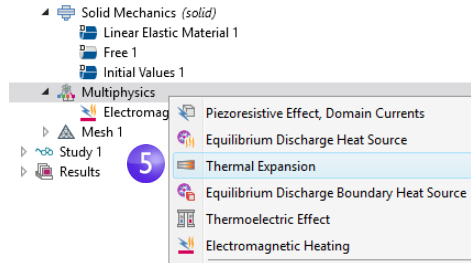 Solid Mechanics (solid)
Linear Elastic Material 1
Free 1
Initial Values 1
Multiphysics
Electromag
Mesh 1
Study 1
Results
5
Piezoresistive Effect, Domain Currents
Equilibrium Discharge Heat Source
Thermal Expansion
Equilibrium Discharge Boundary Heat Source
Thermoelectric Effect
Electromagnetic Heating